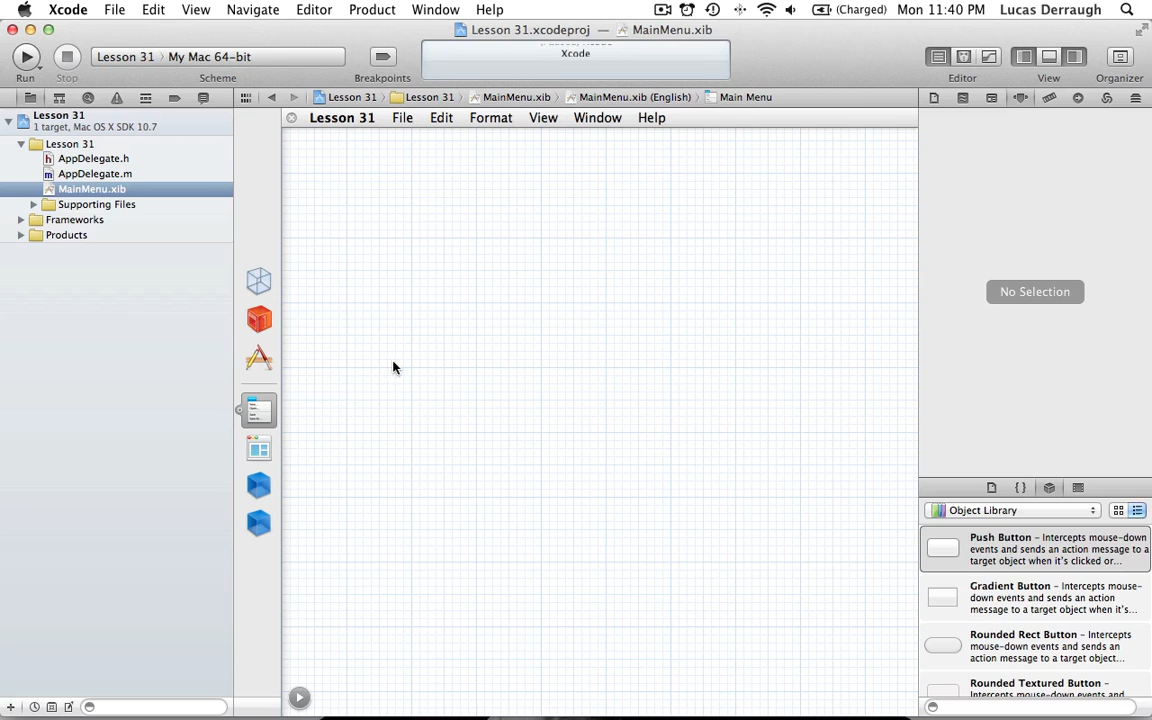 Xcode File Edit View Navigate Editor Product Window Help (Charged) Mon 11:40 PM Lucas Derraugh
Lesson 31.xcodeproj — MainMenu.xib
Lesson 31 〉 My Mac 64-bit
Xcode
Run Stop Scheme Breakpoints Editor View Organizer
Lesson 31 〉 Lesson 31 〉 MainMenu.xib 〉 MainMenu.xib (English) 〉 Main Menu
Lesson 31
1 target, Mac OS X SDK 10.7
Lesson 31
AppDelegate.h
AppDelegate.m
MainMenu.xib
Supporting Files
Frameworks
Products
Lesson 31 File Edit Format View Window Help
No Selection
{ }
Object Library
Push Button – Intercepts mouse-down
events and sends an action message to a
target object when it's clicked or...
Gradient Button – Intercepts mouse-
down events and sends an action
message to a target object when it's...
Rounded Rect Button – Intercepts
mouse-down events and sends an
action message to a target object...
Rounded Textured Button –
Intercepts mouse-down events and